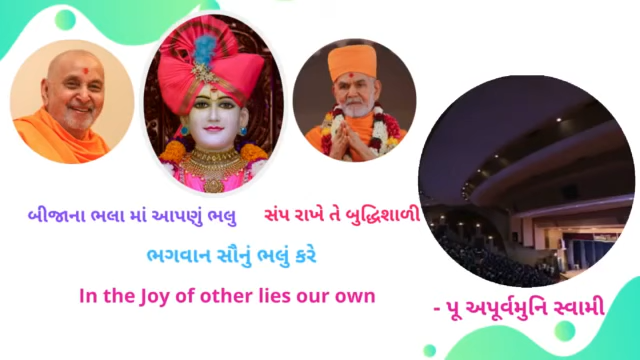 બીજાના ભલા માં આપણું ભલુ
સંપ રાખે તે બુદ્ધિશાળી
ભગવાન સૌનું ભલું કરે
In the Joy of other lies our own
- પૂ અપૂર્વમુનિ સ્વામી